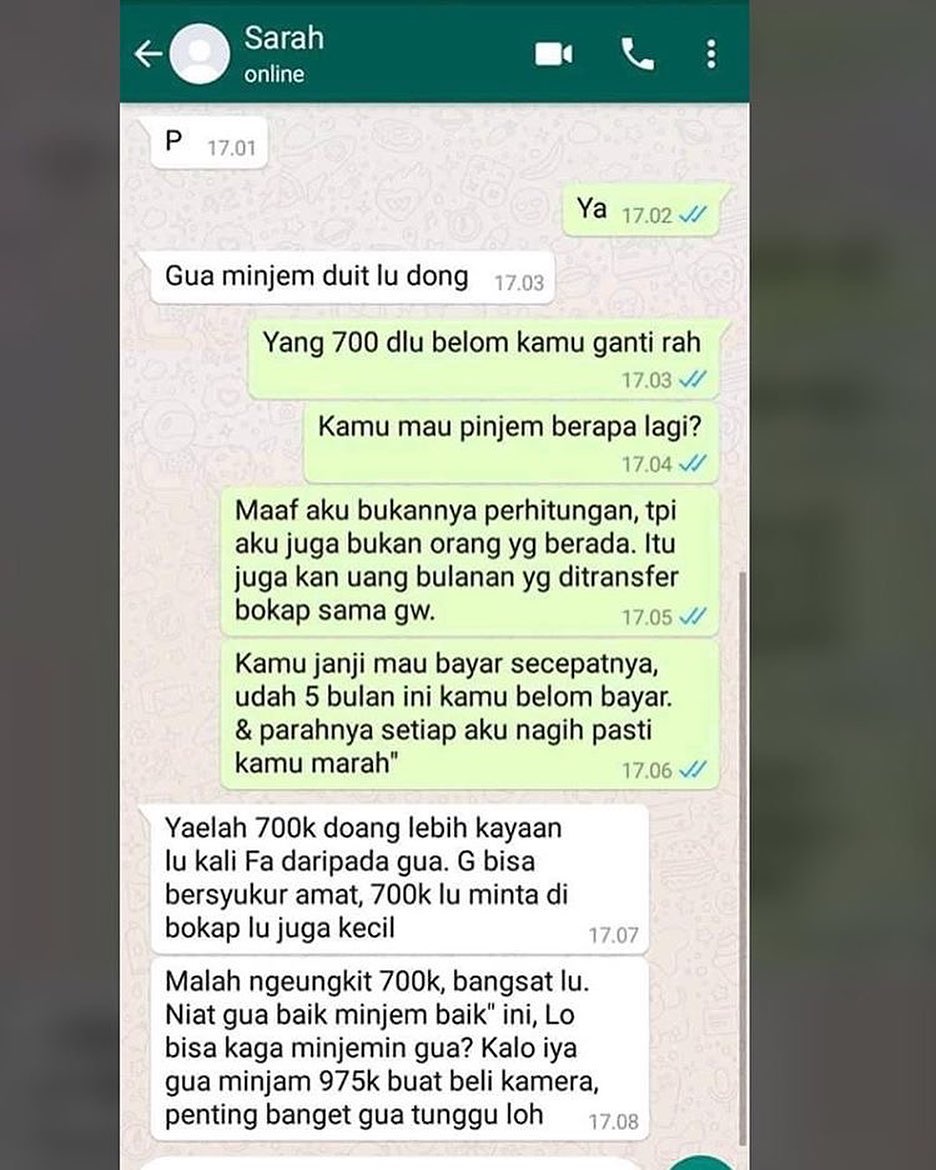 Sarah
online
P 17.01
Ya 17.02
Gua minjem duit lu dong 17.03
Yang 700 dlu belom kamu ganti rah
17.03
Kamu mau pinjem berapa lagi?
17.04
Maaf aku bukannya perhitungan, tpi
aku juga bukan orang yg berada. Itu
juga kan uang bulanan yg ditransfer
bokap sama gw. 17.05
Kamu janji mau bayar secepatnya,
udah 5 bulan ini kamu belom bayar.
& parahnya setiap aku nagih pasti
kamu marah" 17.06
Yaelah 700k doang lebih kayaan
lu kali Fa daripada gua. G bisa
bersyukur amat, 700k lu minta di
bokap lu juga kecil 17.07
Malah ngeungkit 700k, bangsat lu.
Niat gua baik minjem baik" ini, Lo
bisa kaga minjemin gua? Kalo iya
gua minjam 975k buat beli kamera,
penting banget gua tunggu loh 17.08